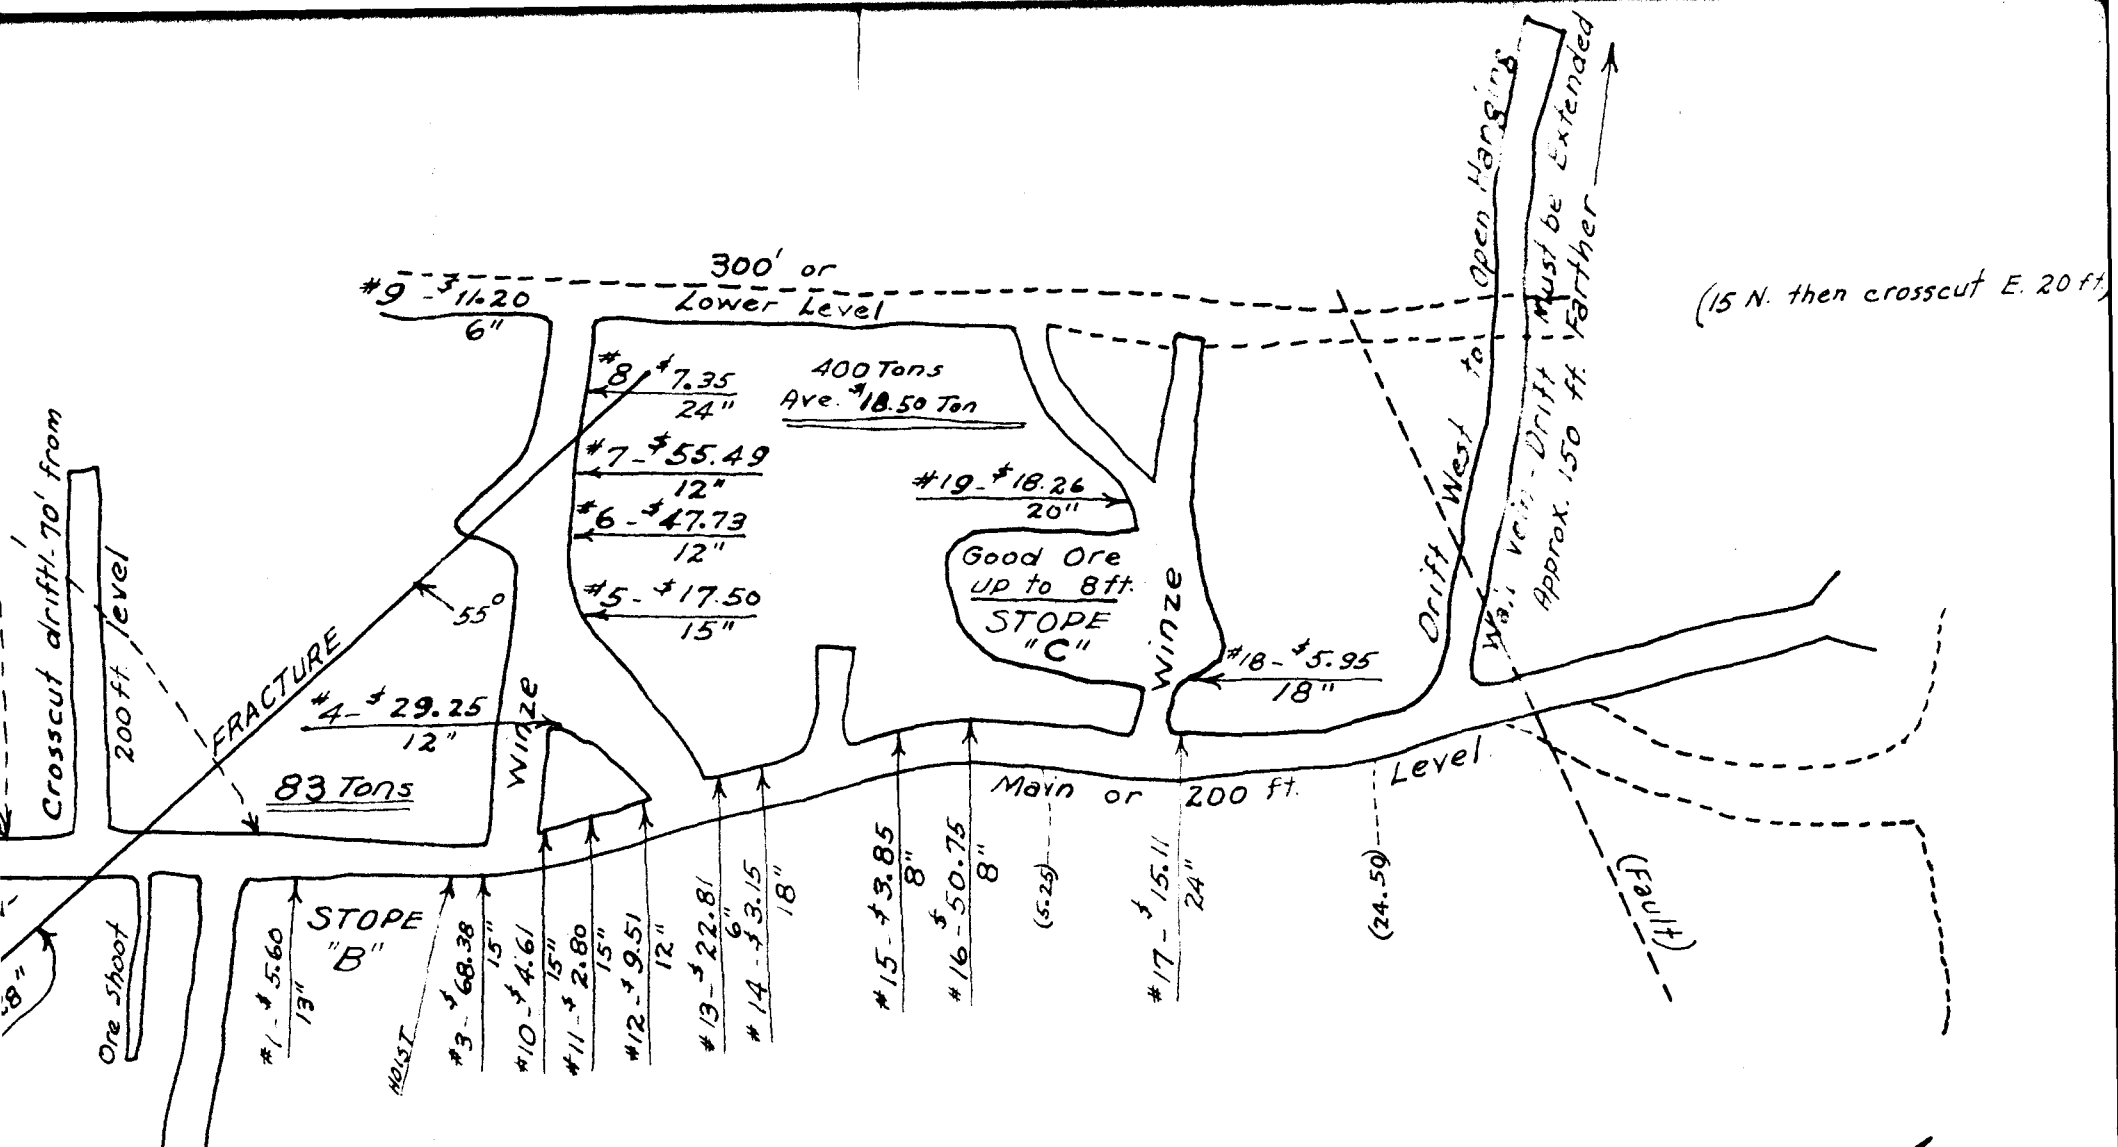 300' or
Lower Level
#9 - $11.20
6"
#8 $7.35
24"
400 Tons
Ave. $18.50 Ton
#7 - $55.49
12"
#6 - $47.73
12"
#5 - $17.50
15"
#19 - $18.26
20"
Good Ore
up to 8 ft.
STOPE
"C"
Winze
#18 - $5.95
18"
Drift West to Open Hanging
Wall vein - Drift Must be Extended
Approx. 150 ft. Farther
(15 N. then crosscut E. 20 ft.
Crosscut drift - 70' from
200 ft. level
FRACTURE
55°
#4 - $29.25
12"
Winze
83 Tons
Main or 200 ft. Level
(fault)
Ore Shoot
STOPE
"B"
#1 - $5.60
13"
HOIST
#3 - $68.38
15"
#10 - $4.61
15"
#11 - $2.80
15"
#12 - $9.51
12"
#13 - $22.81
6"
#14 - $3.15
18"
#15 - $3.85
8"
#16 - $50.75
8"
(5.25)
#17 - $15.11
24"
(24.50)